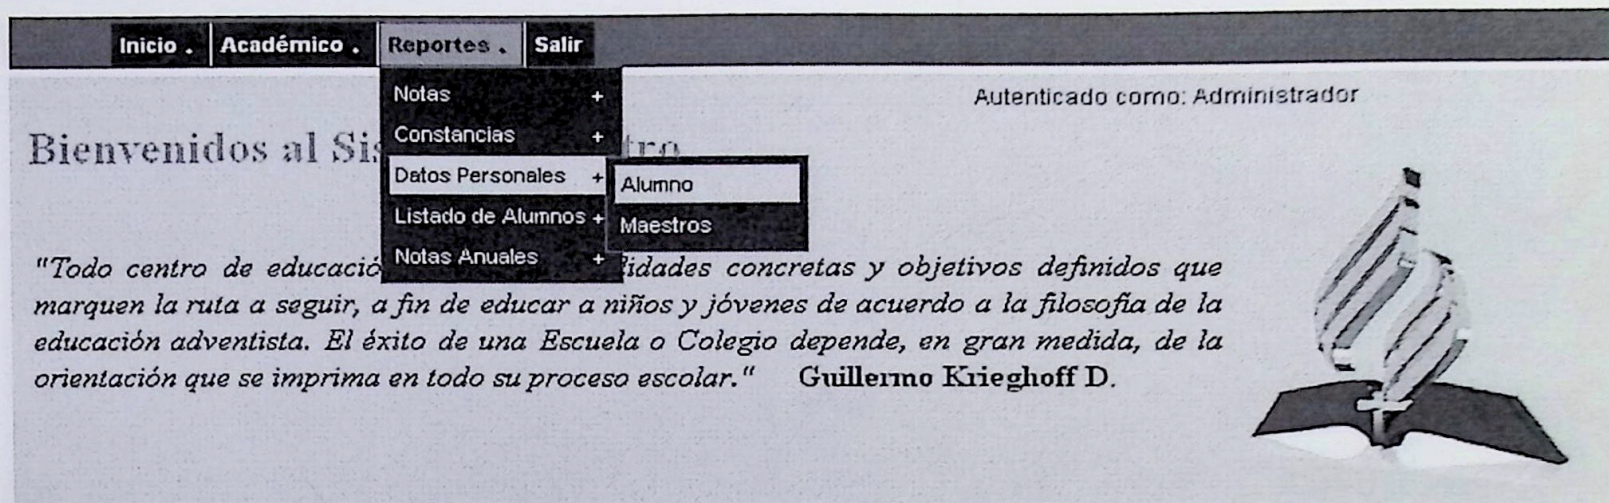 Inicio . Académico . Reportes . Salir
Autenticado como: Administrador
Notas +
Constancias +
Datos Personales +
Listado de Alumnos +
Notas Anuales +
Alumno
Maestros
Bienvenidos al
"Todo centro de concretas y objetivos definidos que
marquen la ruta a seguir, a fin de educar a niños y jóvenes de acuerdo a la filosofía de la
educación adventista. El éxito de una Escuela o Colegio depende, en gran medida, de la
orientación que se imprima en todo su proceso escolar." Guillermo Krieghoff D.